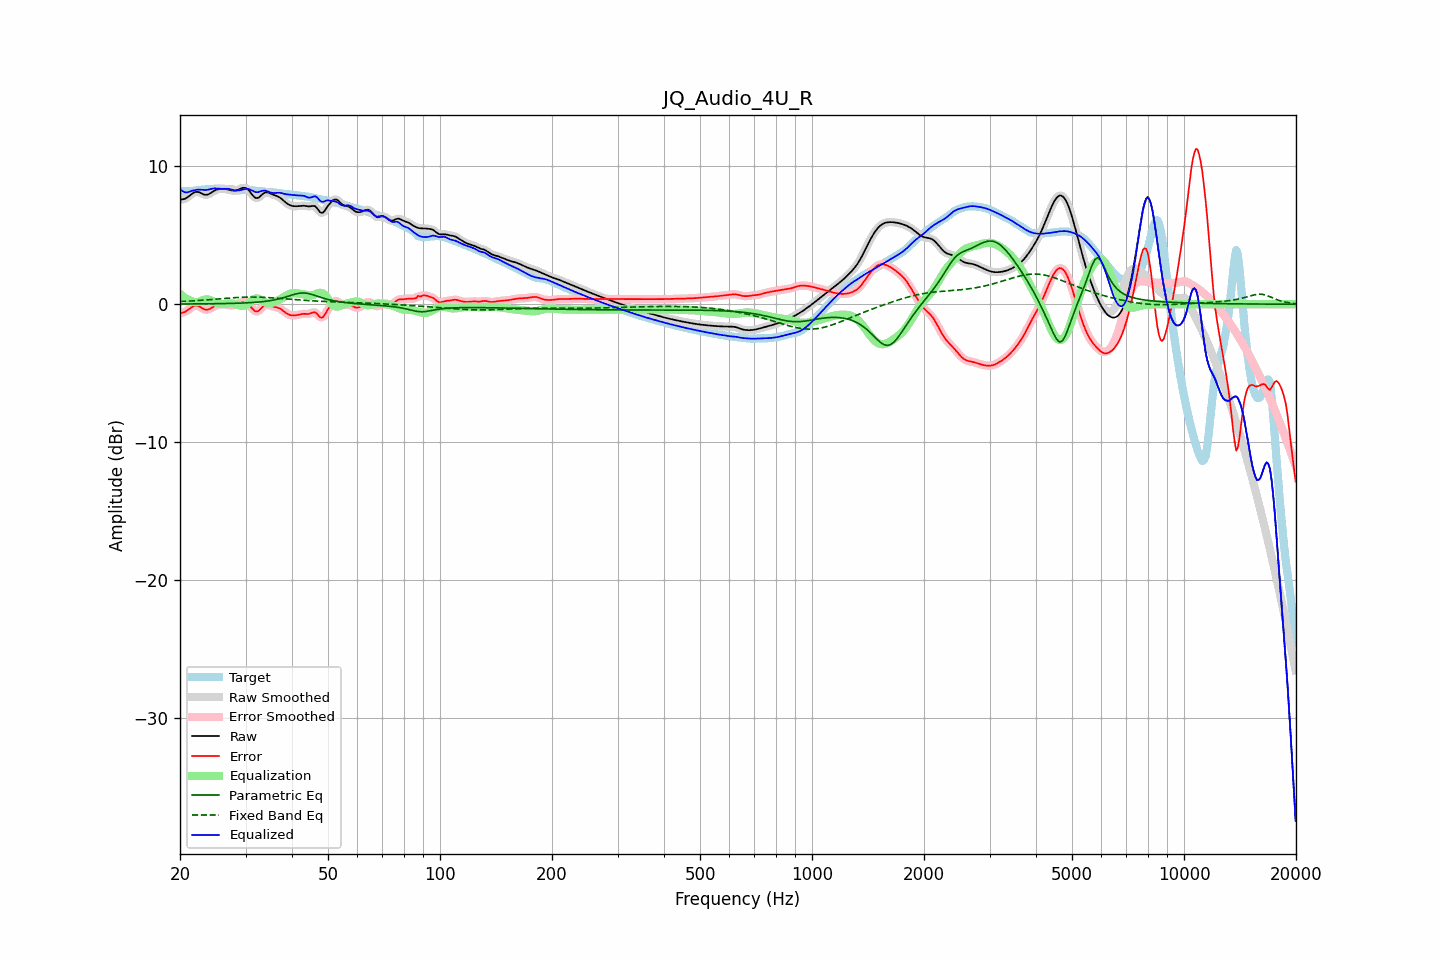 JQ_Audio_4U_R
Amplitude (dBr)
10
0
−10
−20
−30
Target
Raw Smoothed
Error Smoothed
Raw
Error
Equalization
Parametric Eq
Fixed Band Eq
Equalized
20
50
100
200
500
1000
2000
5000
10000
20000
Frequency (Hz)